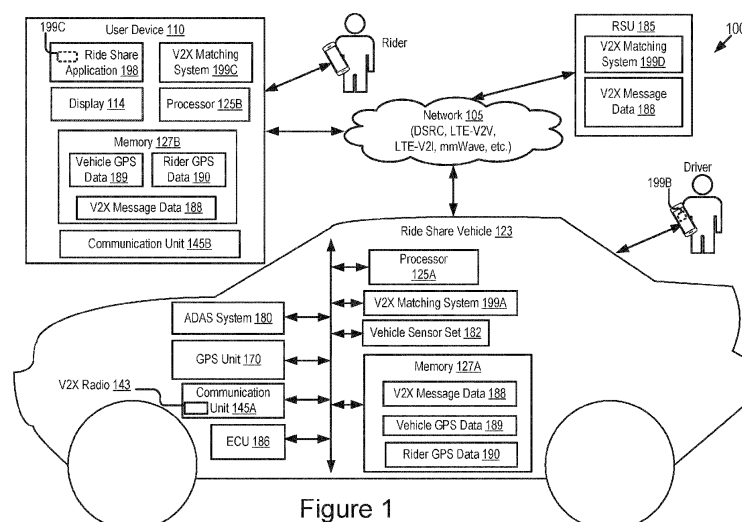 199C
User Device 110
Ride Share
Application 198
V2X Matching
System 199C
Display 114
Processor 125B
Memory 127B
Vehicle GPS
Data 189
Rider GPS
Data 190
V2X Message Data 188
Communication Unit 145B
Rider
Network 105
(DSRC, LTE-V2V,
LTE-V2I, mmWave, etc.)
RSU 185
V2X Matching
System 199D
V2X Message
Data 188
100
Driver
199B
Ride Share Vehicle 123
Processor
125A
V2X Matching System 199A
Vehicle Sensor Set 182
ADAS System 180
GPS Unit 170
V2X Radio 143
Communication
Unit 145A
ECU 186
Memory 127A
V2X Message Data 188
Vehicle GPS Data 189
Rider GPS Data 190
Figure 1